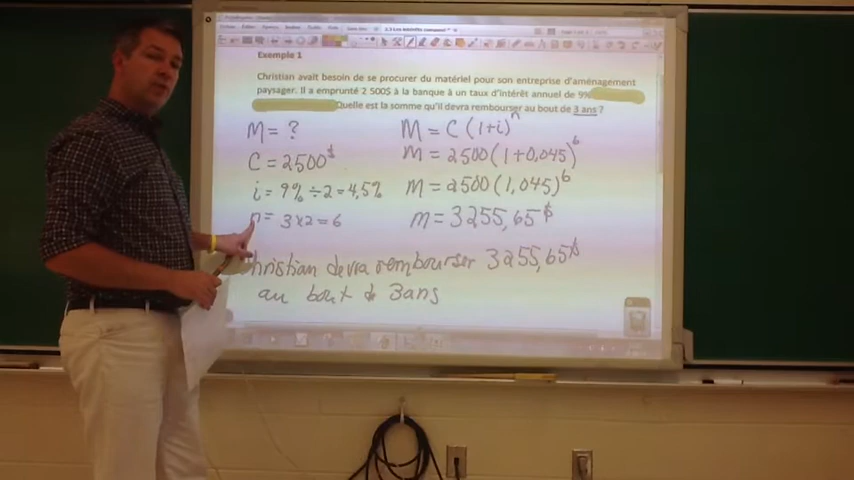 Exemple 1
Christian avait besoin de se procurer du matériel pour son entreprise d'aménagement
paysager. Il a emprunté 2 500$ à la banque à un taux d'intérêt annuel de 9%
Quelle est la somme qu'il devra rembourser au bout de 3 ans ?
M = ?
C = 2500$
i = 9% ÷ 2 = 4,5%
n = 3 x 2 = 6
M = C (1+i)^n
M = 2500 (1 + 0,045)^6
M = 2500 (1,045)^6
M = 3255,65$
Christian devra rembourser 3255,65$
au bout de 3 ans